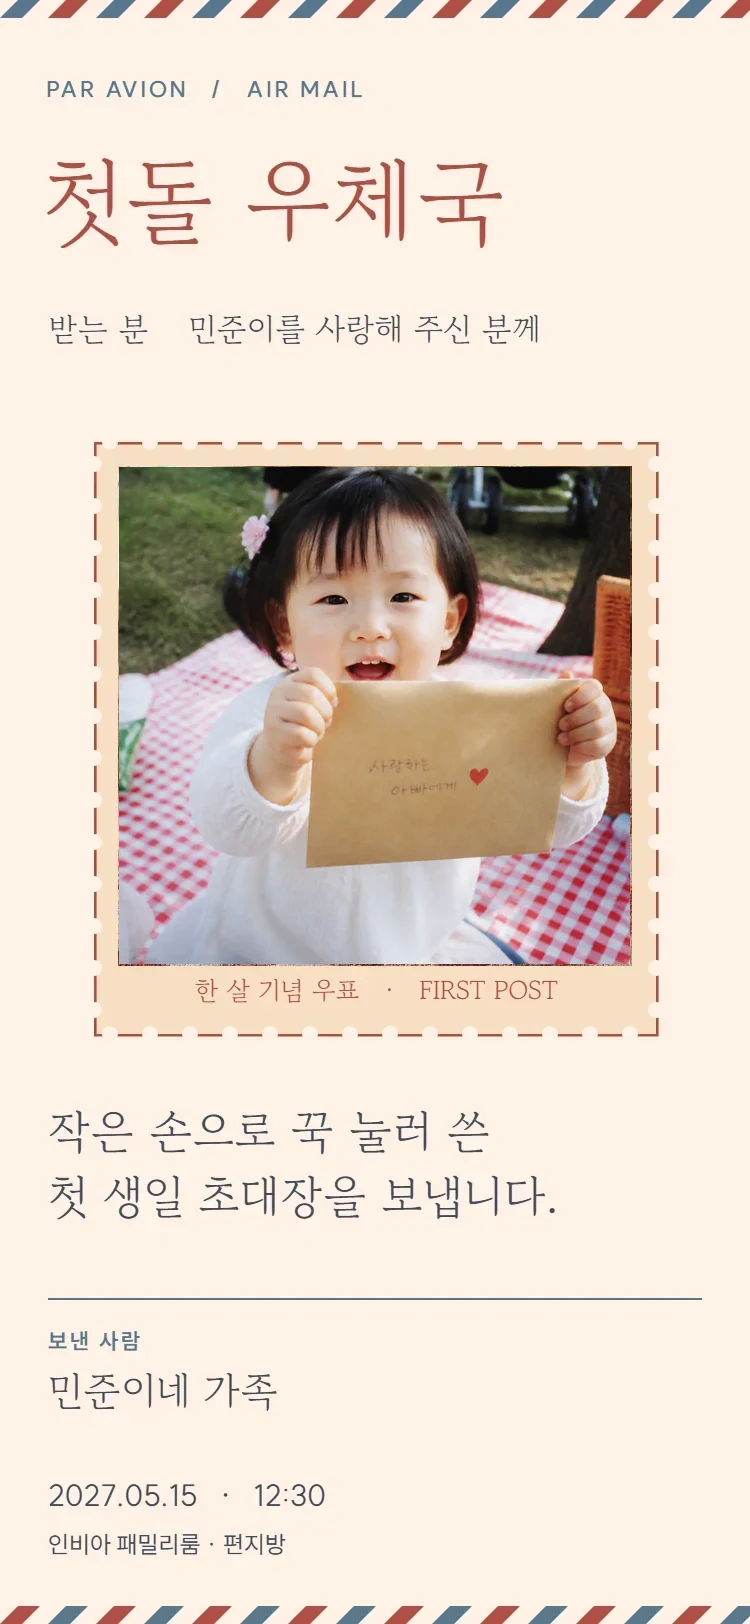 PAR AVION / AIR MAIL
첫돌 우체국
받는 분 민준이를 사랑해 주신 분께
사랑하는
아빠에게
한 살 기념 우표 · FIRST POST
작은 손으로 꾹 눌러 쓴
첫 생일 초대장을 보냅니다.
보낸 사람
민준이네 가족
2027.05.15 · 12:30
인비아 패밀리룸 · 편지방